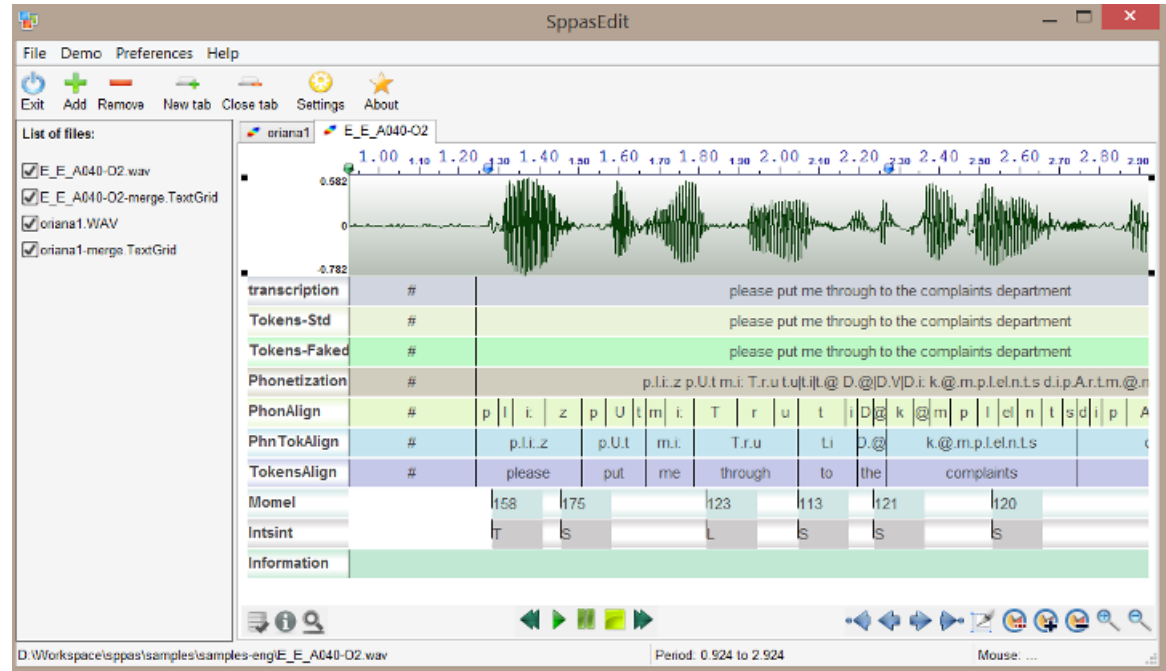 SppasEdit
File Demo Preferences Help
Exit Add Remove New tab Close tab Settings About
List of files: oriana1 E_E_A040-O2
E_E_A040-O2.wav
E_E_A040-O2-merge.TextGrid
oriana1.WAV
oriana1-merge.TextGrid
1.00 1.10 1.20 1.30 1.40 1.50 1.60 1.70 1.80 1.90 2.00 2.10 2.20 2.30 2.40 2.50 2.60 2.70 2.80 2.90
0.582
0
-0.782
transcription # please put me through to the complaints department
Tokens-Std # please put me through to the complaints department
Tokens-Faked # please put me through to the complaints department
Phonetization # p.l.i:.z p.U.t m.i: T.r.u t.u|t.i|t.@ D.@|D.V|D.i: k.@.m.p.l.eI.n.t.s d.i.p.A.r.t.m.@.n
PhonAlign # p l i: z p U t m i: T r u t i D @ k @ m p l eI n t s d i p A
PhnTokAlign # p.l.i:.z p.U.t m.i: T.r.u t.i D.@ k.@.m.p.l.eI.n.t.s
TokensAlign # please put me through to the complaints
Momel 158 175 123 113 121 120
Intsint T S L S S S
Information
D:\Workspace\sppas\samples\samples-eng\E_E_A040-O2.wav Period: 0.924 to 2.924 Mouse: ...